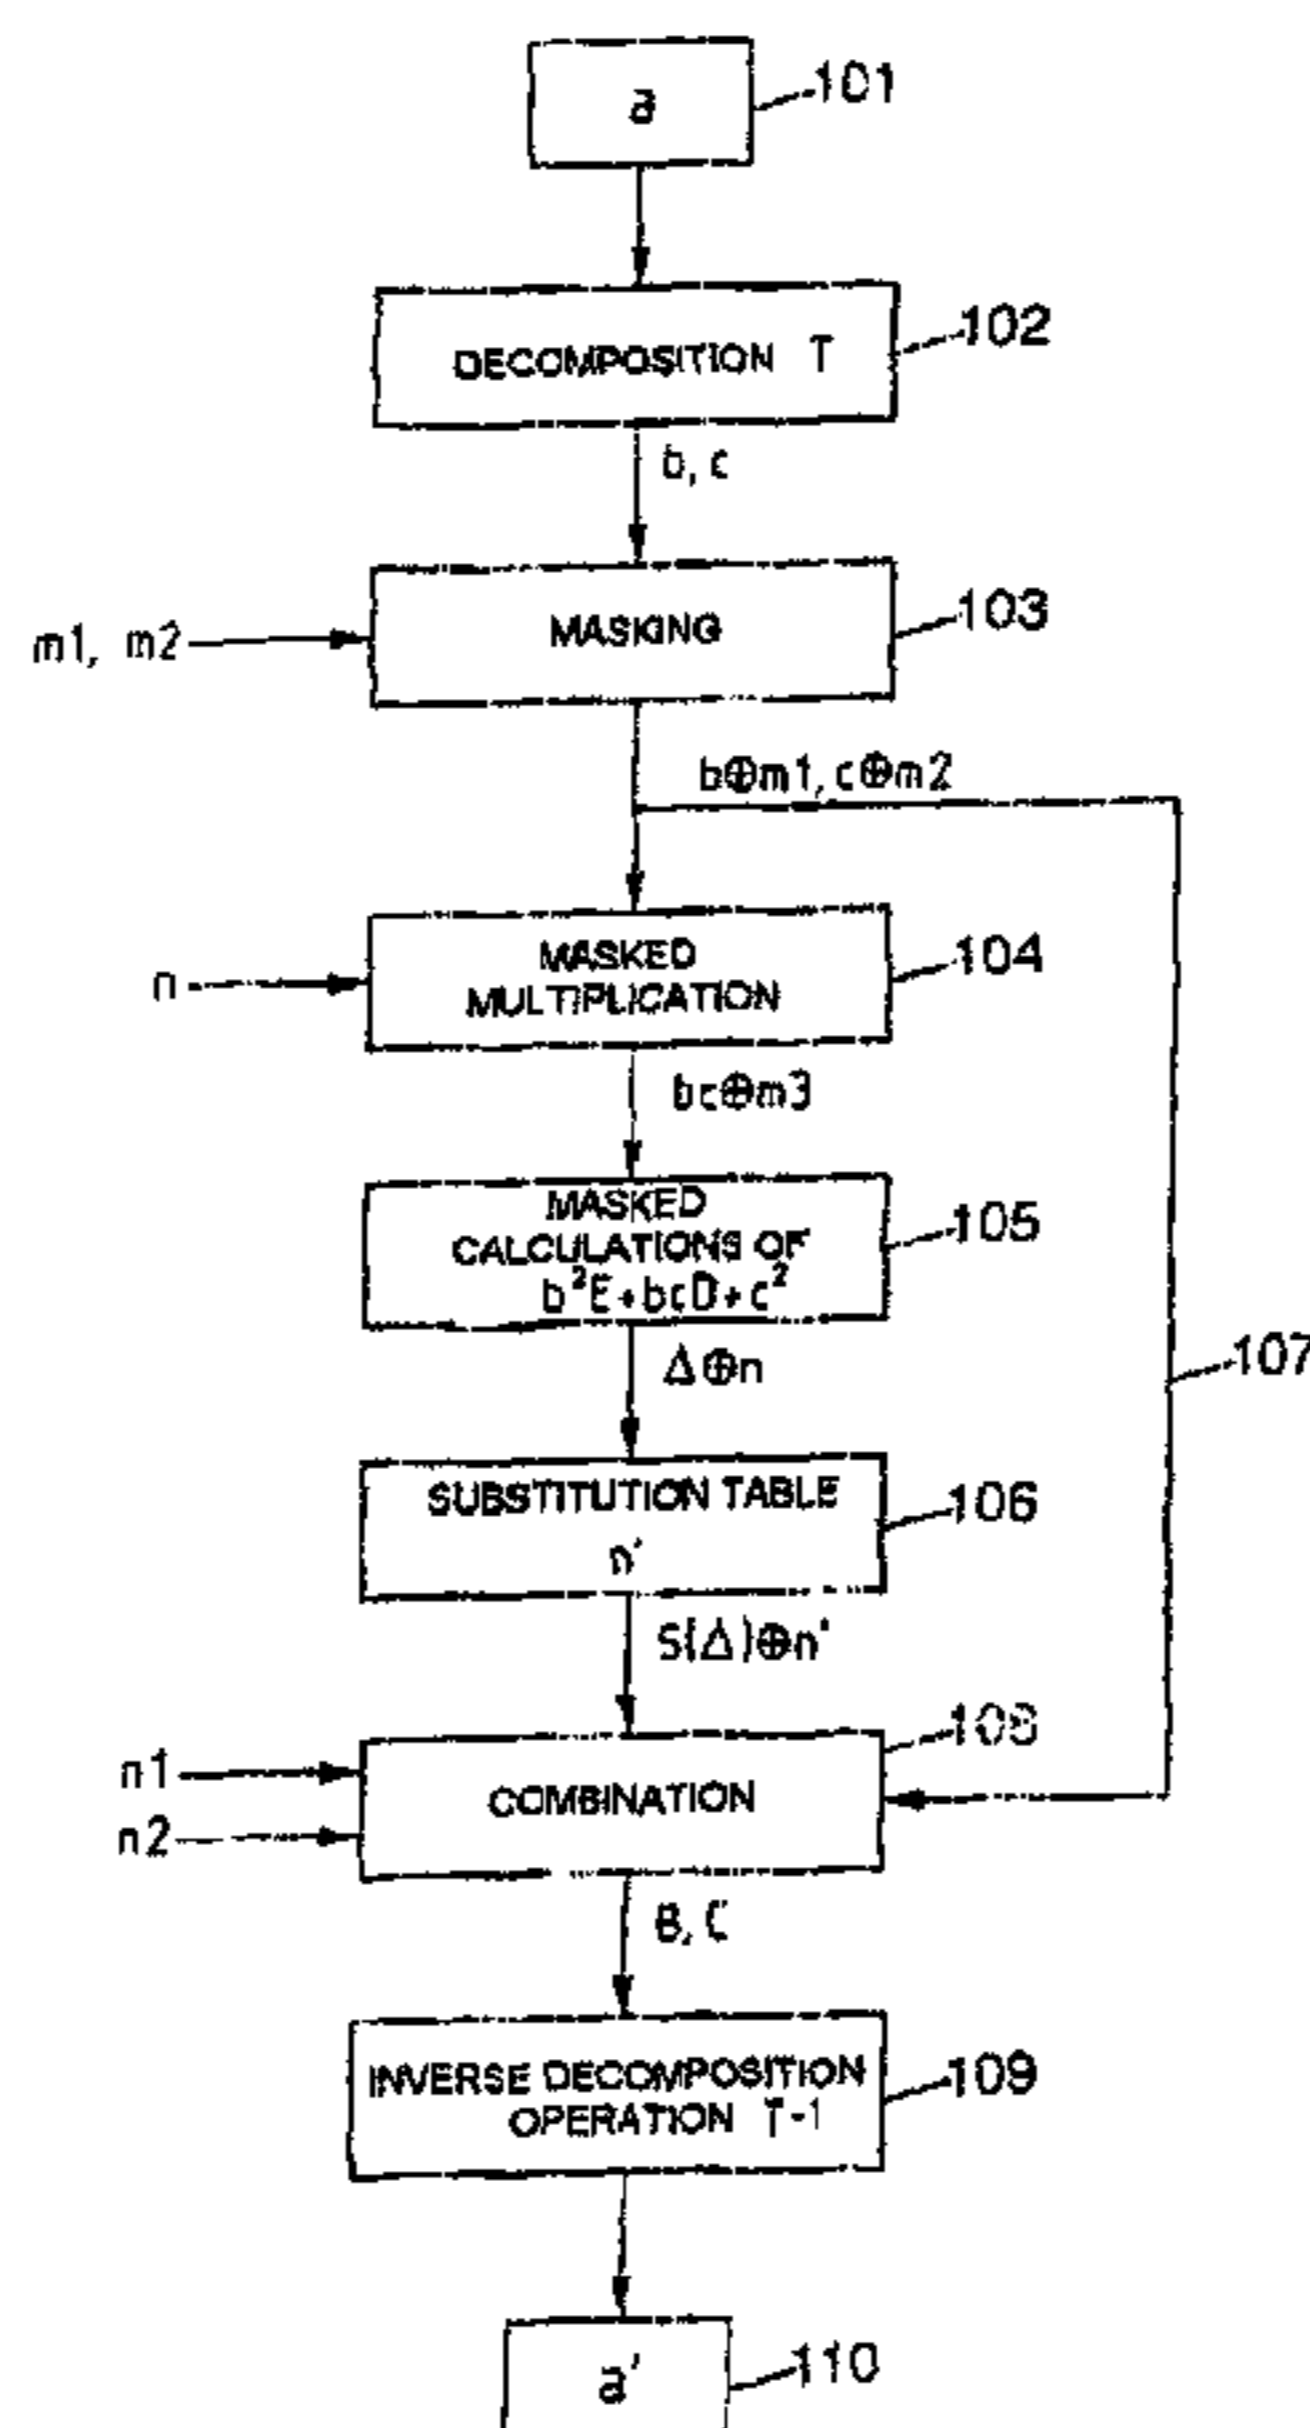 a
101
DECOMPOSITION T
102
b, c
m1, m2
MASKING
103
b⊕m1, c⊕m2
n
MASKED
MULTIPLICATION
104
bc⊕m3
MASKED
CALCULATIONS OF
b²E+bcD+c²
105
Δ⊕n
107
SUBSTITUTION TABLE
n'
106
S(Δ)⊕n'
108
n1
n2
COMBINATION
B, C
INVERSE DECOMPOSITION
OPERATION T-1
109
a'
110